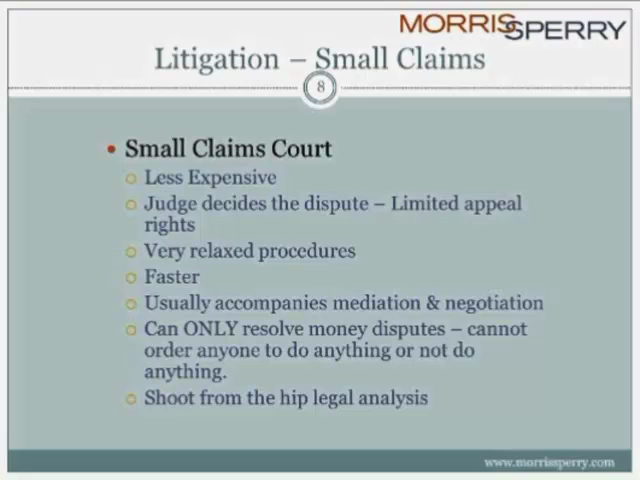 MORRIS SPERRY
Litigation – Small Claims
8
• Small Claims Court
○ Less Expensive
○ Judge decides the dispute – Limited appeal
rights
○ Very relaxed procedures
○ Faster
○ Usually accompanies mediation & negotiation
○ Can ONLY resolve money disputes – cannot
order anyone to do anything or not do
anything.
○ Shoot from the hip legal analysis
www.morrissperry.com